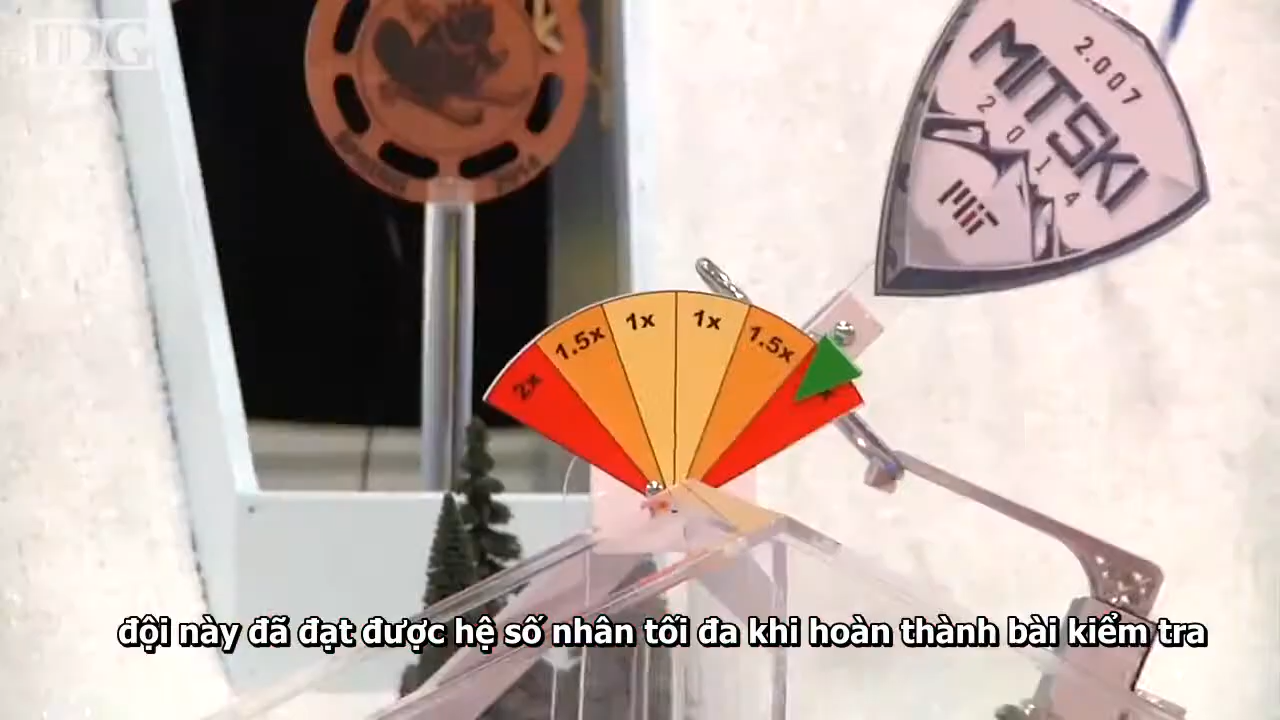 IDG
2.007
MITSKI
2014
MIT
2x
1.5x
1x
1x
1.5x
đội này đã đạt được hệ số nhân tối đa khi hoàn thành bài kiểm tra